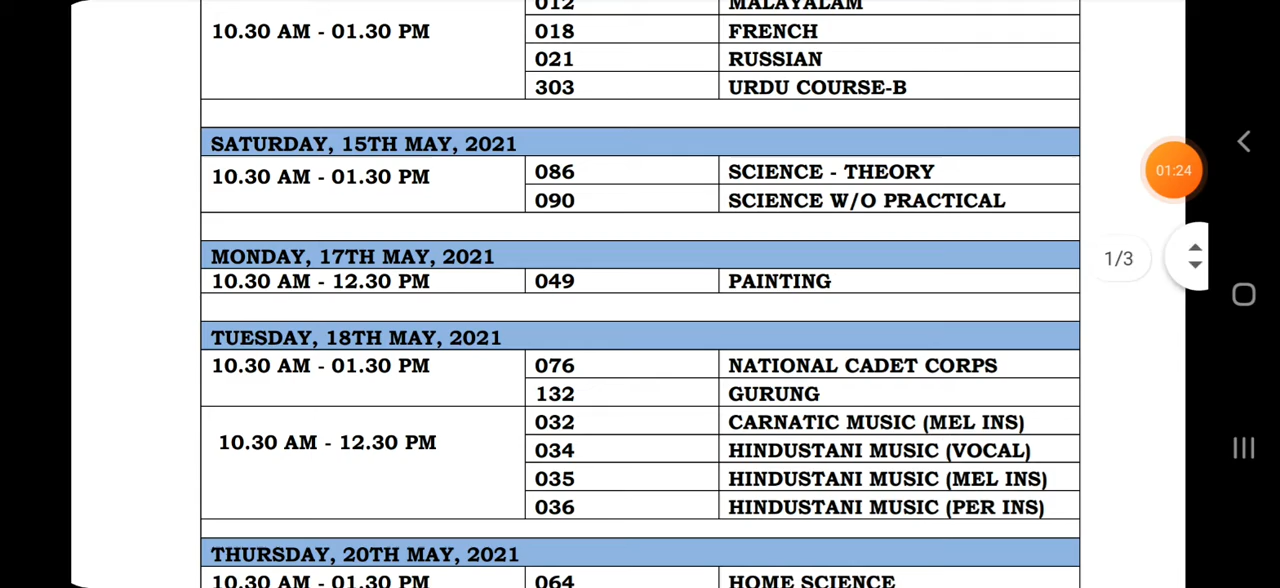 012 MALAYALAM
10.30 AM - 01.30 PM 018 FRENCH
021 RUSSIAN
303 URDU COURSE-B
SATURDAY, 15TH MAY, 2021
10.30 AM - 01.30 PM 086 SCIENCE - THEORY
090 SCIENCE W/O PRACTICAL
01:24
MONDAY, 17TH MAY, 2021
1/3
10.30 AM - 12.30 PM 049 PAINTING
TUESDAY, 18TH MAY, 2021
10.30 AM - 01.30 PM 076 NATIONAL CADET CORPS
132 GURUNG
032 CARNATIC MUSIC (MEL INS)
10.30 AM - 12.30 PM 034 HINDUSTANI MUSIC (VOCAL)
035 HINDUSTANI MUSIC (MEL INS)
036 HINDUSTANI MUSIC (PER INS)
THURSDAY, 20TH MAY, 2021
10.30 AM - 01.30 PM 064 HOME SCIENCE